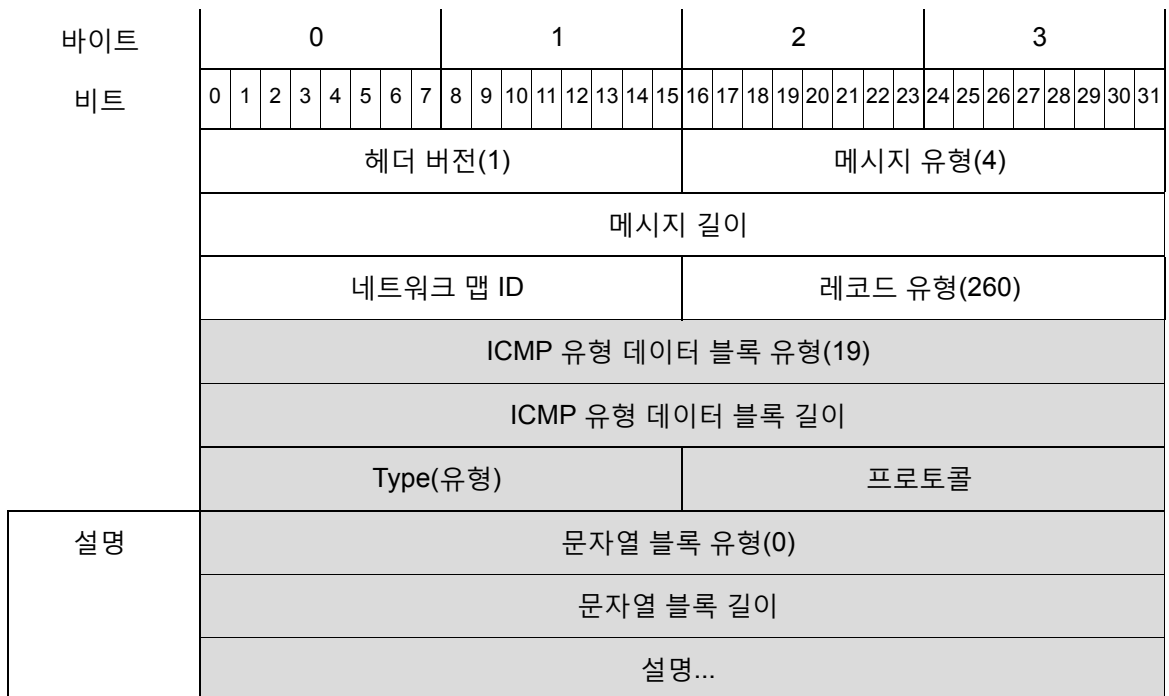 바이트 0 1 2 3
비트 0 1 2 3 4 5 6 7 8 9 10 11 12 13 14 15 16 17 18 19 20 21 22 23 24 25 26 27 28 29 30 31
헤더 버전(1) 메시지 유형(4)
메시지 길이
네트워크 맵 ID 레코드 유형(260)
ICMP 유형 데이터 블록 유형(19)
ICMP 유형 데이터 블록 길이
Type(유형) 프로토콜
설명 문자열 블록 유형(0)
문자열 블록 길이
설명...